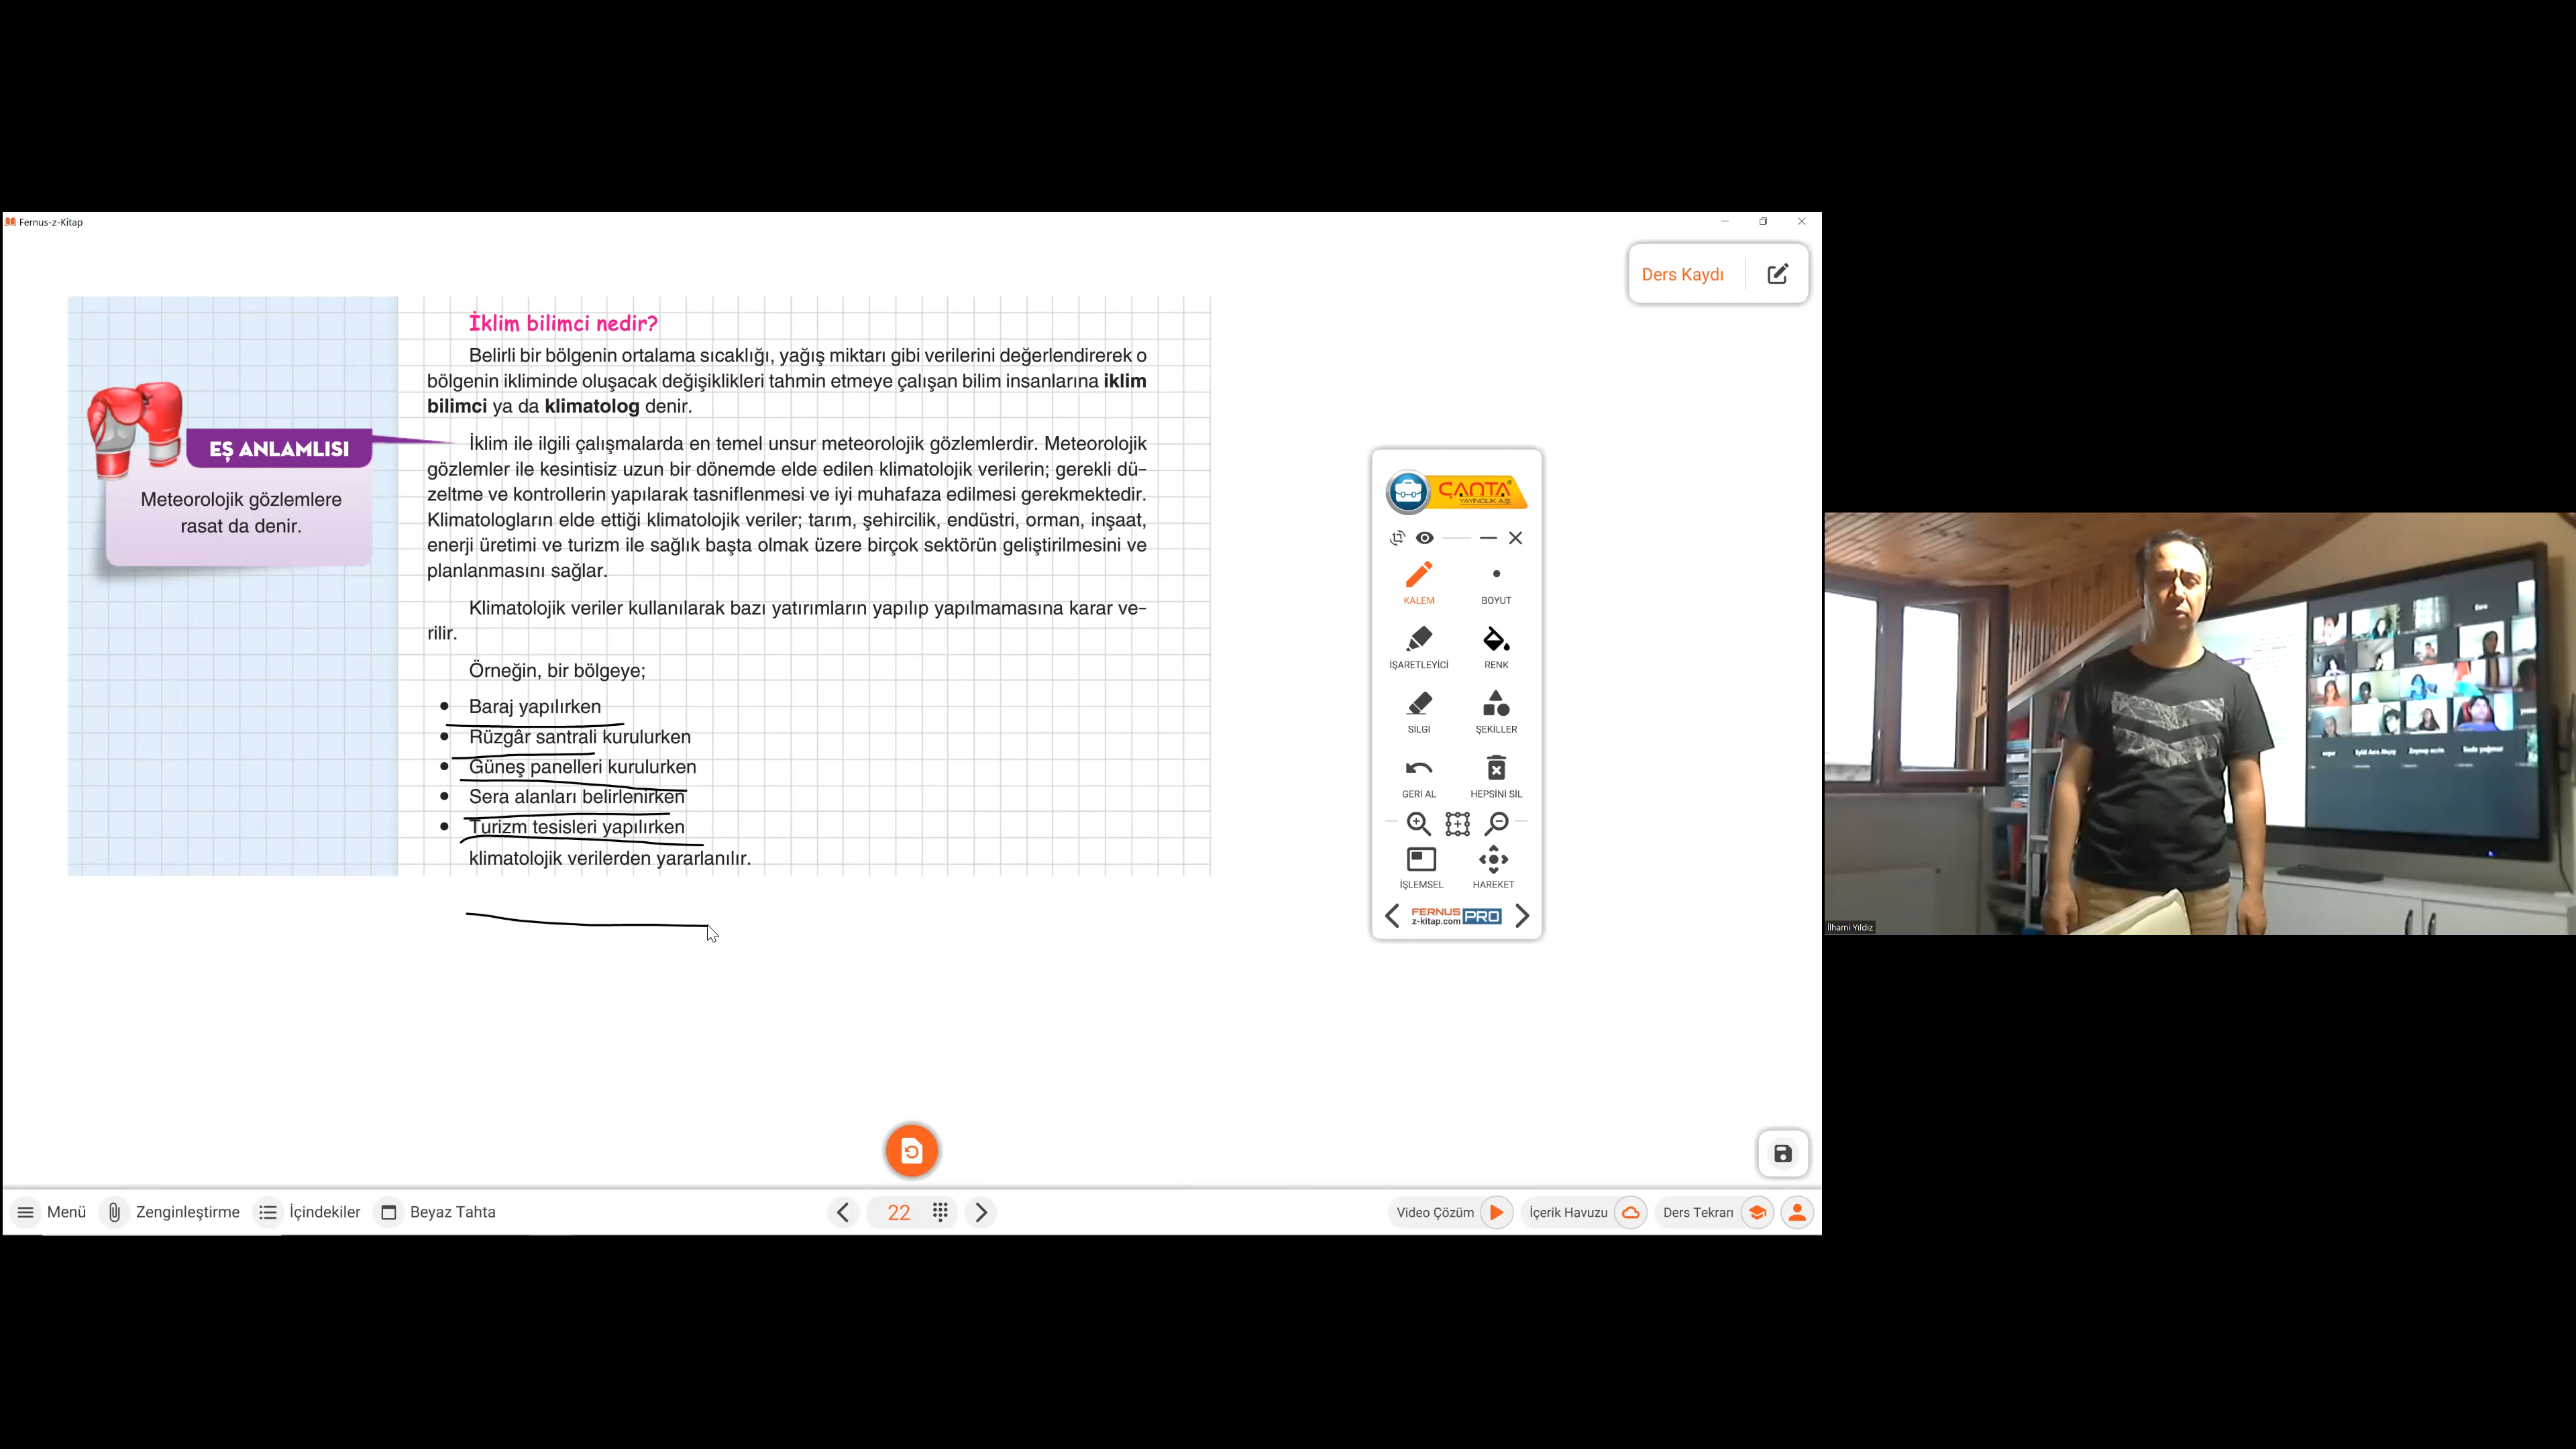 Fernus-z-Kitap
Ders Kaydı
İklim bilimci nedir?
Belirli bir bölgenin ortalama sıcaklığı, yağış miktarı gibi verilerini değerlendirerek o
bölgenin ikliminde oluşacak değişiklikleri tahmin etmeye çalışan bilim insanlarına iklim
bilimci ya da klimatolog denir.
EŞ ANLAMLISI
Meteorolojik gözlemlere
rasat da denir.
İklim ile ilgili çalışmalarda en temel unsur meteorolojik gözlemlerdir. Meteorolojik
gözlemler ile kesintisiz uzun bir dönemde elde edilen klimatolojik verilerin; gerekli dü-
zeltme ve kontrollerin yapılarak tasniflenmesi ve iyi muhafaza edilmesi gerekmektedir.
Klimatologların elde ettiği klimatolojik veriler; tarım, şehircilik, endüstri, orman, inşaat,
enerji üretimi ve turizm ile sağlık başta olmak üzere birçok sektörün geliştirilmesini ve
planlanmasını sağlar.
Klimatolojik veriler kullanılarak bazı yatırımların yapılıp yapılmamasına karar ve-
rilir.
Örneğin, bir bölgeye;
• Baraj yapılırken
• Rüzgâr santrali kurulurken
• Güneş panelleri kurulurken
• Sera alanları belirlenirken
• Turizm tesisleri yapılırken
klimatolojik verilerden yararlanılır.
ÇANTA
YAYINCILIK A.Ş.
KALEM BOYUT
İŞARETLEYİCİ RENK
SİLGİ ŞEKİLLER
GERİ AL HEPSİNİ SİL
İŞLEMSEL HAREKET
FERNUS PRO
z-kitap.com
İlhami Yıldız
Menü Zenginleştirme İçindekiler Beyaz Tahta 22 Video Çözüm İçerik Havuzu Ders Tekrarı